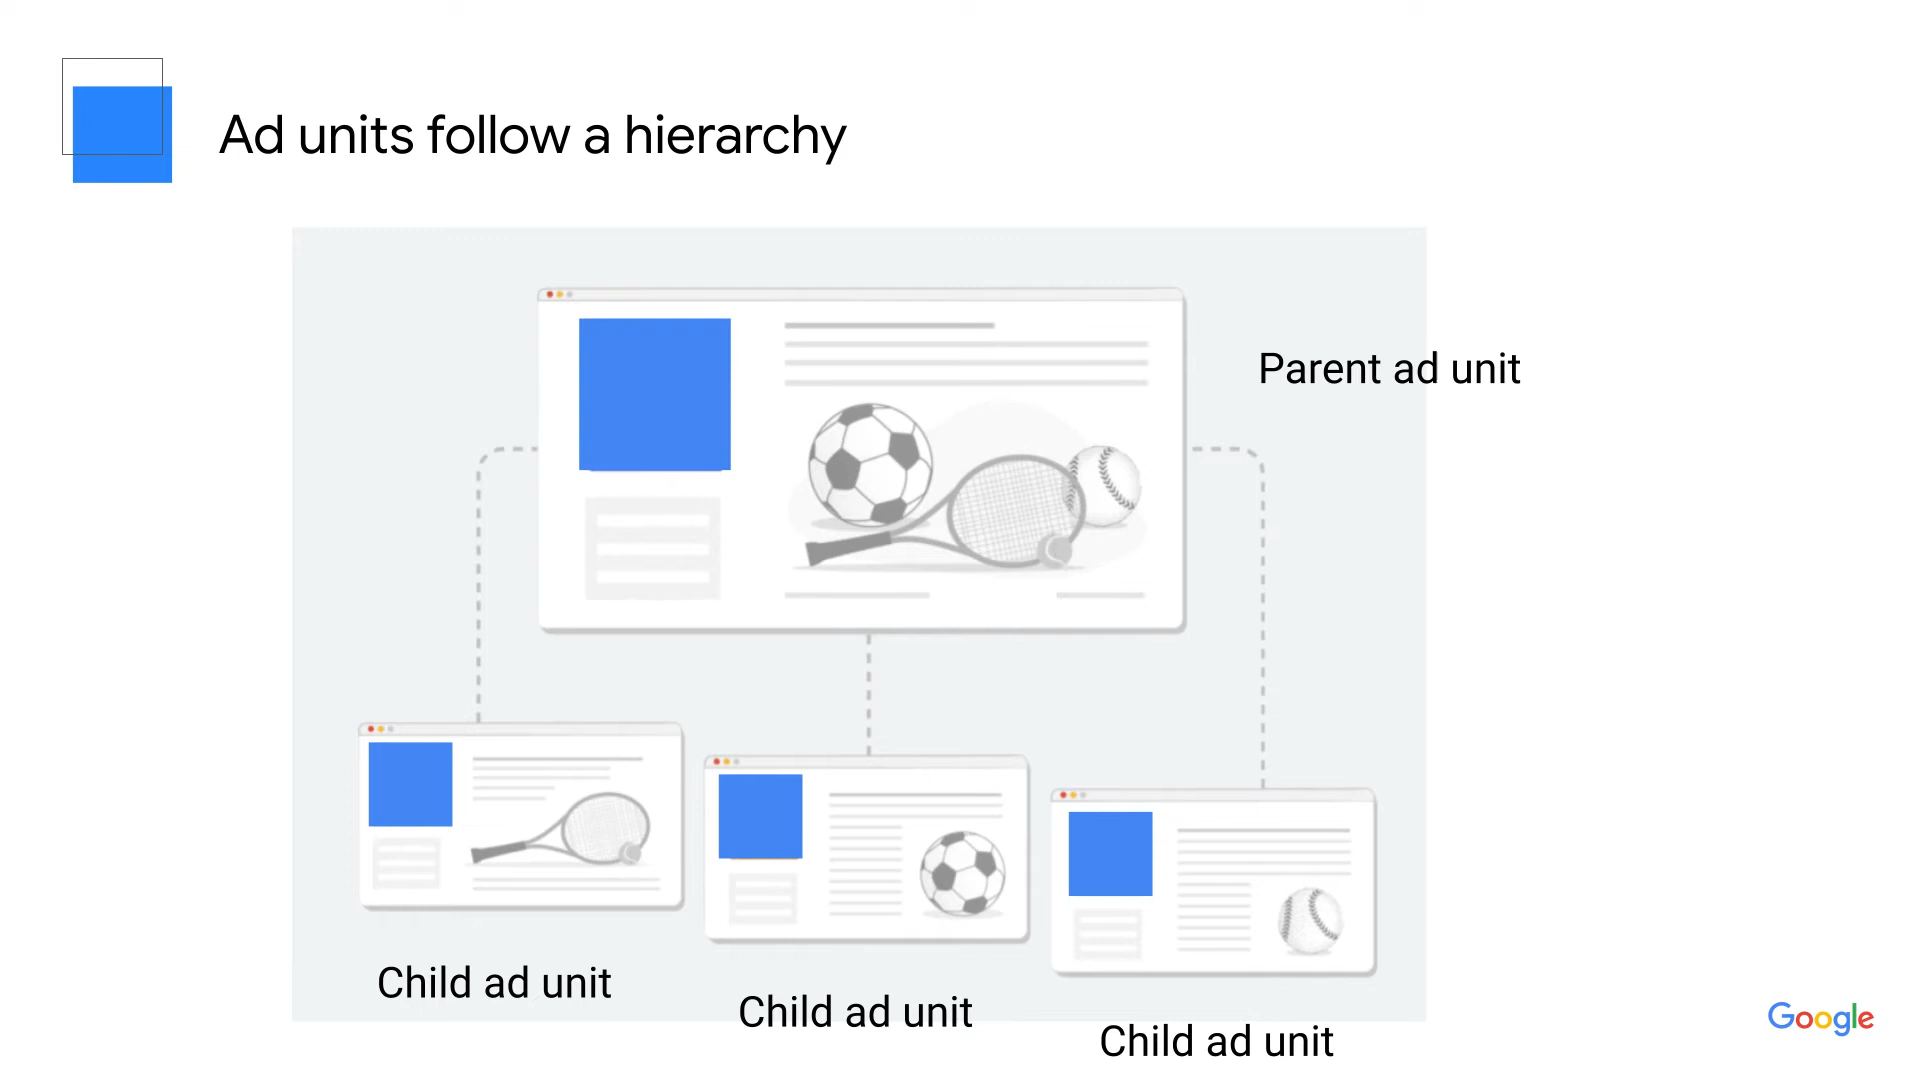 Ad units follow a hierarchy
Parent ad unit
Child ad unit
Child ad unit
Child ad unit
Google